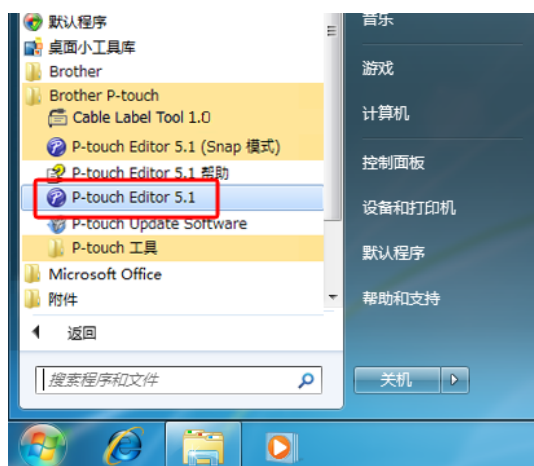 默认程序
桌面小工具库
Brother
Brother P-touch
Cable Label Tool 1.0
P-touch Editor 5.1 (Snap 模式)
P-touch Editor 5.1 帮助
P-touch Editor 5.1
P-touch Update Software
P-touch 工具
Microsoft Office
附件
返回
搜索程序和文件
音乐
游戏
计算机
控制面板
设备和打印机
默认程序
帮助和支持
关机